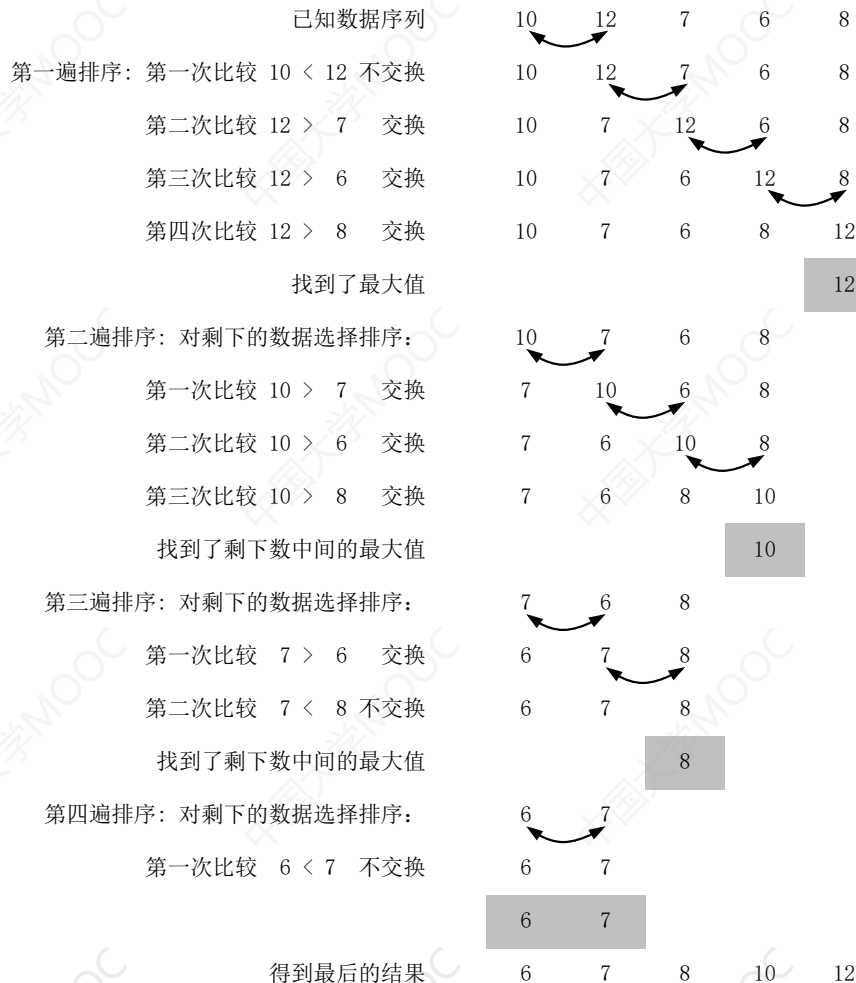 已知数据序列 10 12 7 6 8
第一遍排序: 第一次比较 10 < 12 不交换 10 12 7 6 8
第二次比较 12 > 7 交换 10 7 12 6 8
第三次比较 12 > 6 交换 10 7 6 12 8
第四次比较 12 > 8 交换 10 7 6 8 12
找到了最大值 12
第二遍排序: 对剩下的数据选择排序: 10 7 6 8
第一次比较 10 > 7 交换 7 10 6 8
第二次比较 10 > 6 交换 7 6 10 8
第三次比较 10 > 8 交换 7 6 8 10
找到了剩下数中间的最大值 10
第三遍排序: 对剩下的数据选择排序: 7 6 8
第一次比较 7 > 6 交换 6 7 8
第二次比较 7 < 8 不交换 6 7 8
找到了剩下数中间的最大值 8
第四遍排序: 对剩下的数据选择排序: 6 7
第一次比较 6 < 7 不交换 6 7
6 7
得到最后的结果 6 7 8 10 12
中国大学MOOC